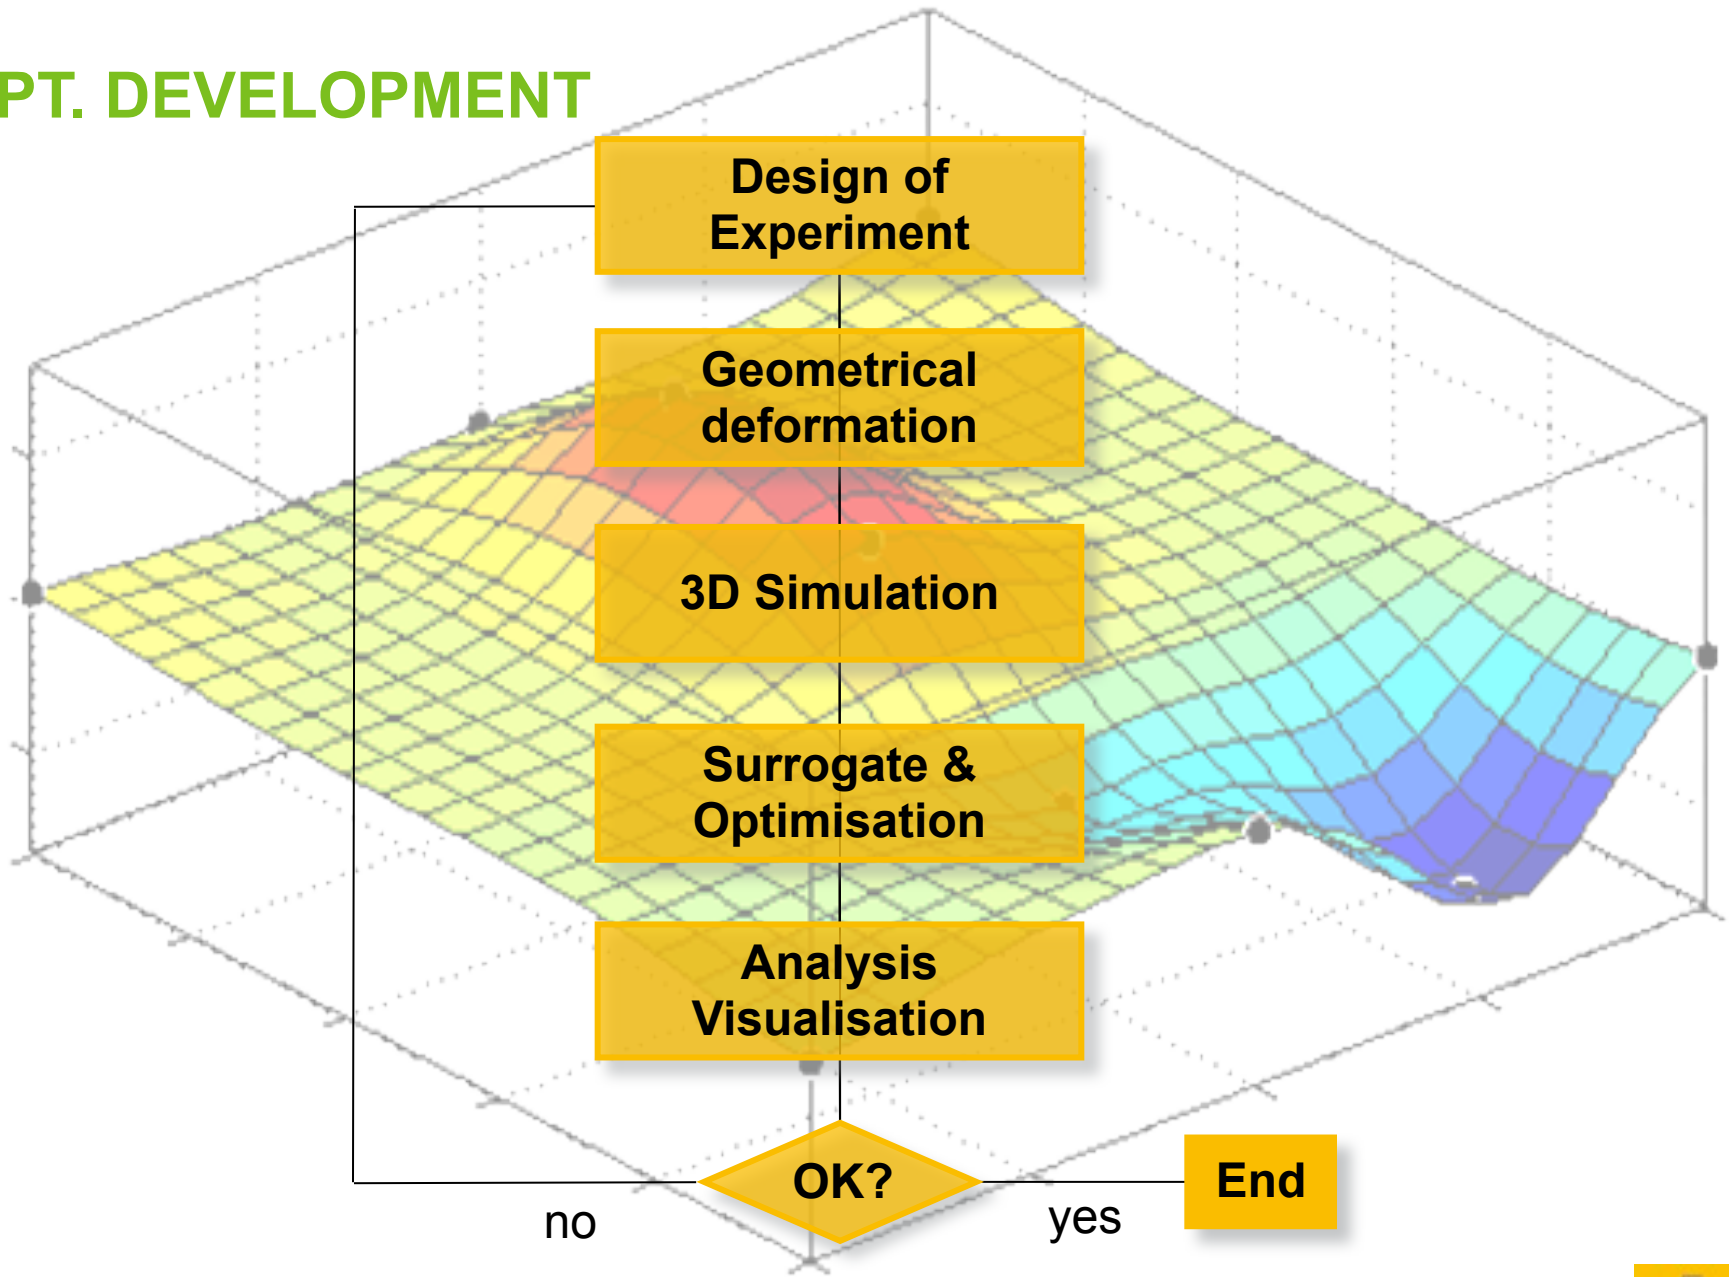 PT. DEVELOPMENT
Design of
Experiment
Geometrical
deformation
3D Simulation
Surrogate &
Optimisation
Analysis
Visualisation
OK?
End
no
yes